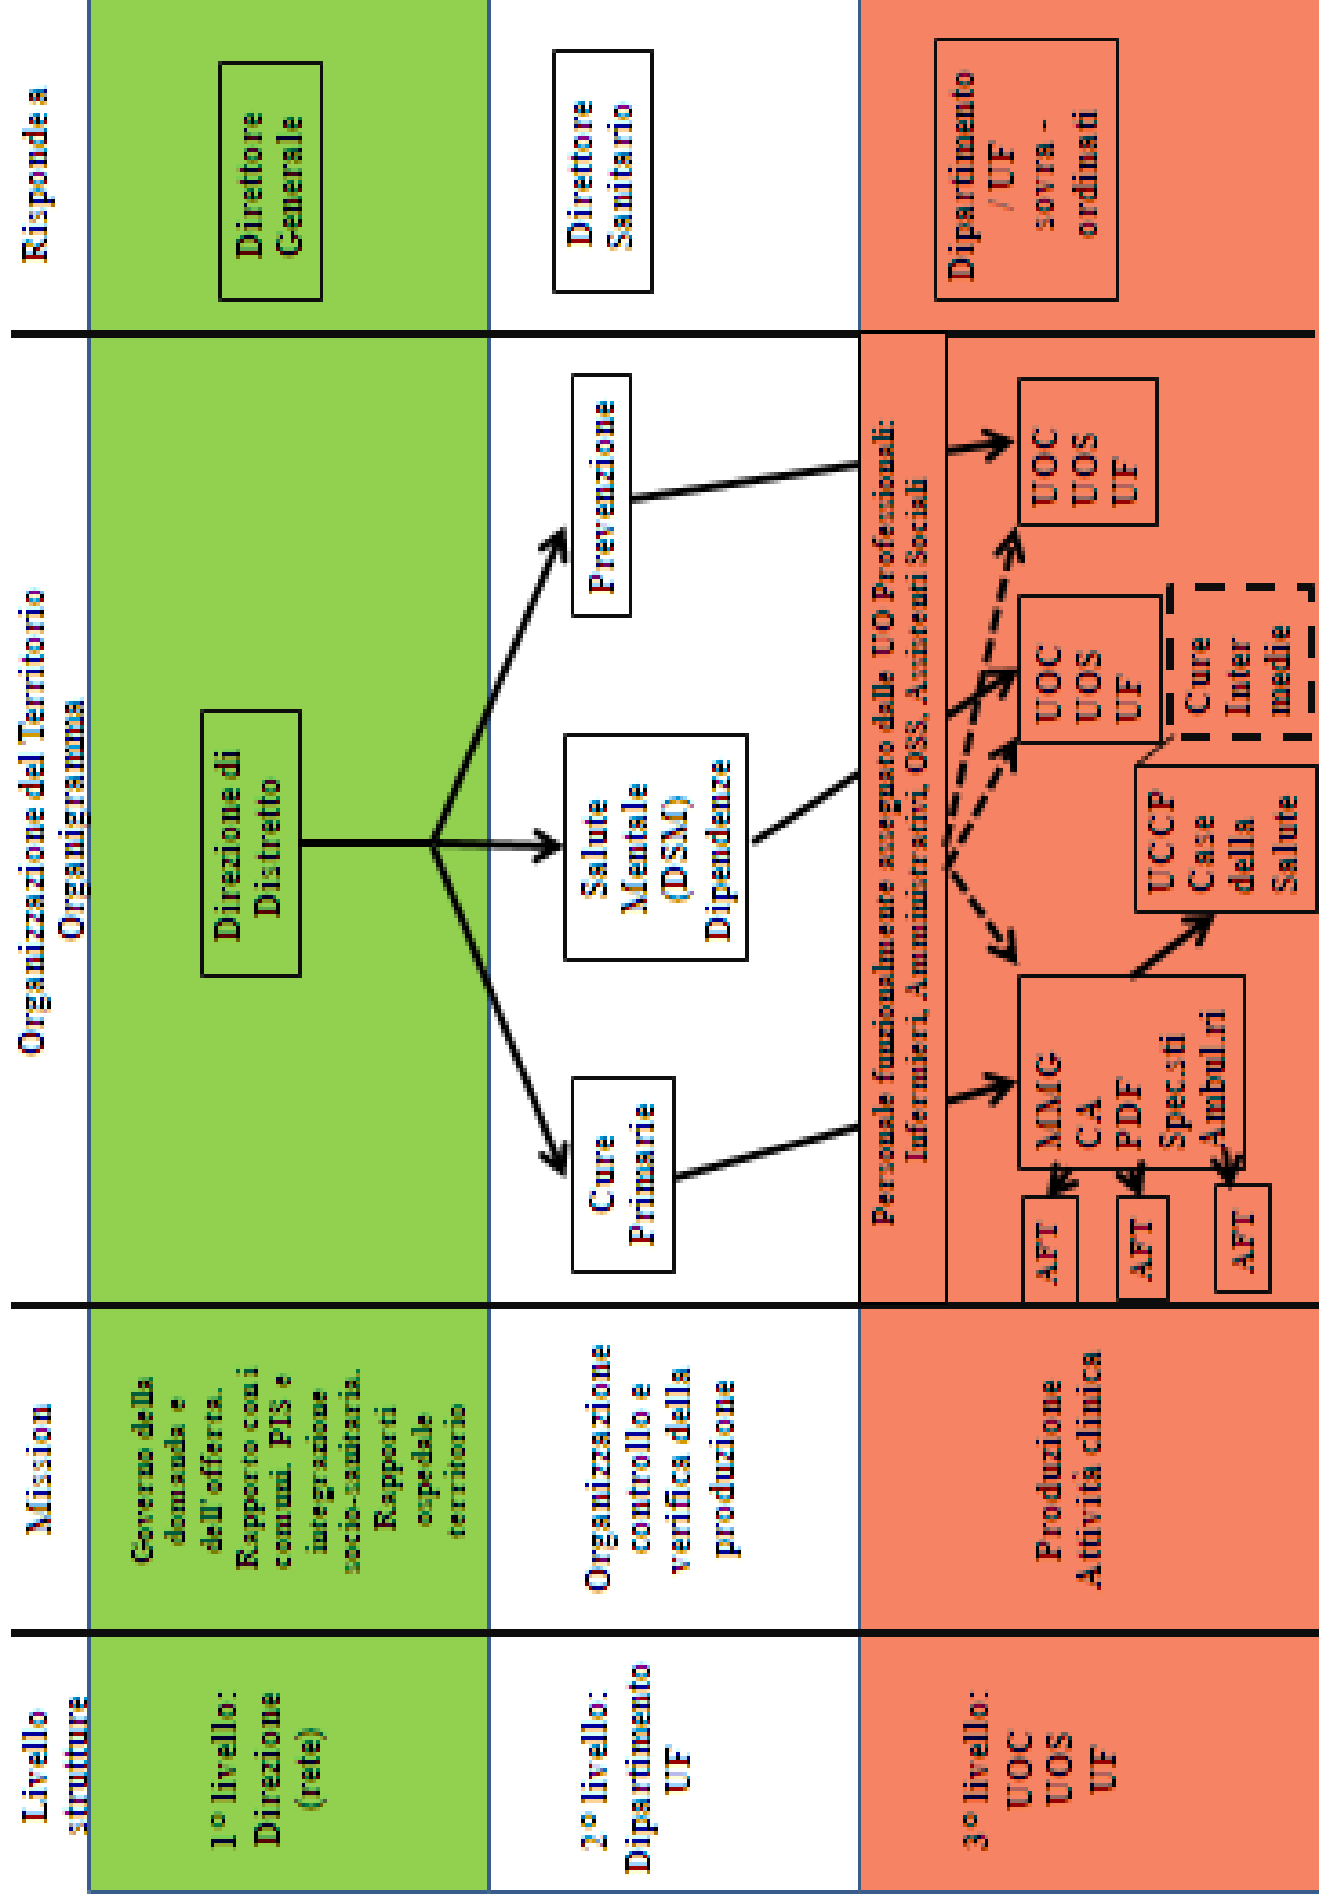 Livello
strutture
Mission
Organizzazione del Territorio
Organigramma
Risponde a
1° livello:
Direzione
(rete)
Governo della
domanda e
dell'offerta.
Rapporto con i
comuni. PIS e
integrazione
socio-sanitaria.
Rapporti
ospedale
territorio
Direzione di
Distretto
Direttore
Generale
2° livello:
Dipartimento
UF
Organizzazione
controllo e
verifica della
produzione
Cure
Primarie
Salute
Mentale
(DSM)
Dipendenze
Prevenzione
Direttore
Sanitario
3° livello:
UOC
UOS
UF
Produzione
Attività clinica
Personale funzionalmente assegnato dalle UO Professionali:
Infermieri, Amministrativi, OSS, Assistenti Sociali
AFT
AFT
AFT
MMG
CA
PDF
Spec.sti
Ambul.ri
UCCP
Case
della
Salute
UOC
UOS
UF
Cure
Inter
medie
UOC
UOS
UF
Dipartimento
/ UF
sovra -
ordinati